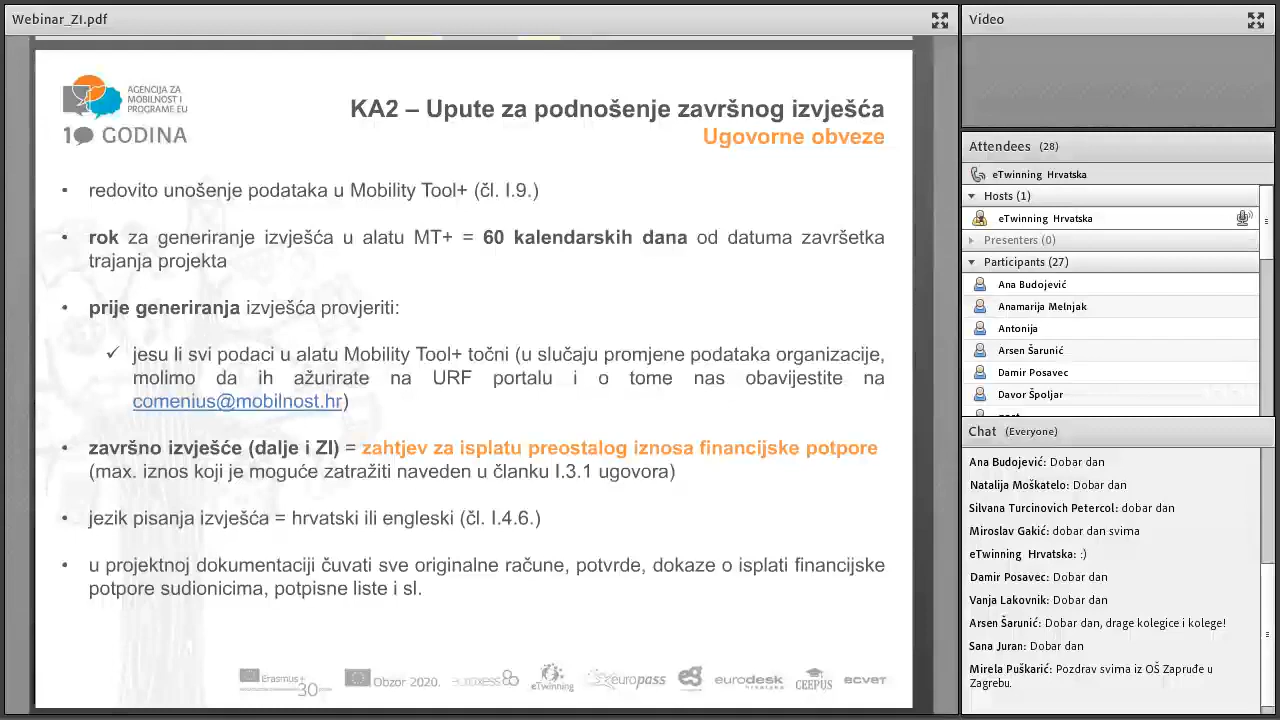 Webinar_ZI.pdf
AGENCIJA ZA
MOBILNOST I
PROGRAME EU
10 GODINA
KA2 – Upute za podnošenje završnog izvješća
Ugovorne obveze
• redovito unošenje podataka u Mobility Tool+ (čl. I.9.)
• rok za generiranje izvješća u alatu MT+ = 60 kalendarskih dana od datuma završetka
trajanja projekta
• prije generiranja izvješća provjeriti:
✓ jesu li svi podaci u alatu Mobility Tool+ točni (u slučaju promjene podataka organizacije,
molimo da ih ažurirate na URF portalu i o tome nas obavijestite na
comenius@mobilnost.hr)
• završno izvješće (dalje i ZI) = zahtjev za isplatu preostalog iznosa financijske potpore
(max. iznos koji je moguće zatražiti naveden u članku I.3.1 ugovora)
• jezik pisanja izvješća = hrvatski ili engleski (čl. I.4.6.)
• u projektnoj dokumentaciji čuvati sve originalne račune, potvrde, dokaze o isplati financijske
potpore sudionicima, potpisne liste i sl.
Erasmus+
30
Obzor 2020.
euraxess
eTwinning
europass
eurodesk
hrvatska
CEEPUS
ECVET
Video
Attendees (28)
eTwinning Hrvatska
Hosts (1)
eTwinning Hrvatska
Presenters (0)
Participants (27)
Ana Budojević
Anamarija Melnjak
Antonija
Arsen Šarunić
Damir Posavec
Davor Špoljar
Chat (Everyone)
Ana Budojević: Dobar dan
Natalija Moškatelo: Dobar dan
Silvana Turcinovich Petercol: dobar dan
Miroslav Gakić: dobar dan svima
eTwinning Hrvatska: :)
Damir Posavec: Dobar dan
Vanja Lakovnik: Dobar dan
Arsen Šarunić: Dobar dan, drage kolegice i kolege!
Sana Juran: Dobar dan
Mirela Puškarić: Pozdrav svima iz OŠ Zapruđe u
Zagrebu.